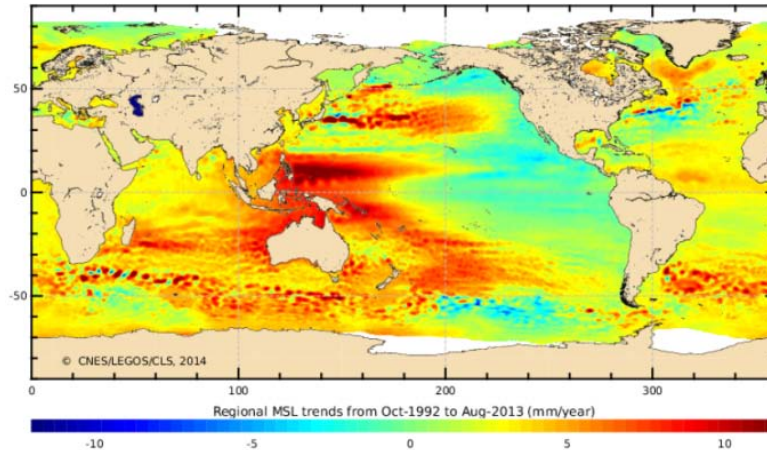 50
0
-50
© CNES/LEGOS/CLS, 2014
0 100 200 300
Regional MSL trends from Oct-1992 to Aug-2013 (mm/year)
-10 -5 0 5 10